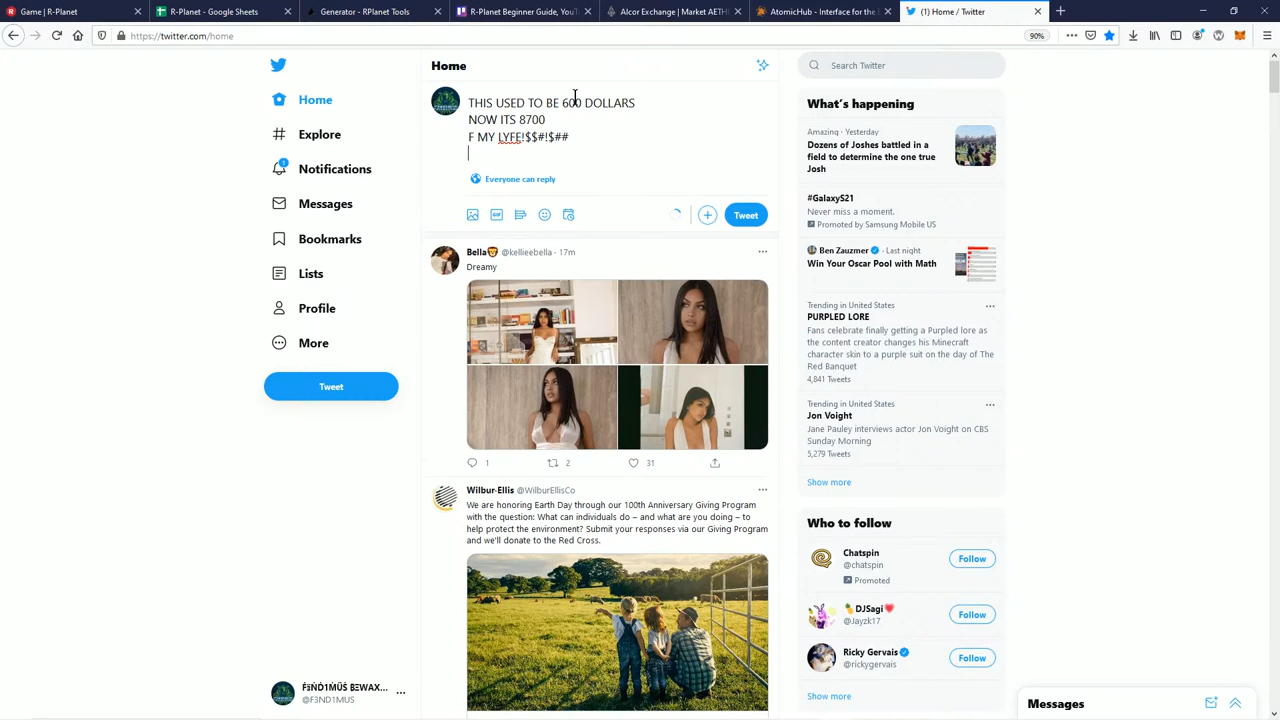 Game | R-Planet
R-Planet - Google Sheets
Generator - RPlanet Tools
R-Planet Beginner Guide, YouT
Alcor Exchange | Market AETHE
AtomicHub - Interface for the E
(1) Home / Twitter
https://twitter.com/home
90%
Home
Explore
Notifications
1
Messages
Bookmarks
Lists
Profile
More
Tweet
@F3ND1MUS
Home
THIS USED TO BE 600 DOLLARS
NOW ITS 8700
F MY LYFE!$$#!$##
Everyone can reply
GIF
Tweet
Bella @kellieebella · 17m
Dreamy
1 2 31
Wilbur-Ellis @WilburEllisCo
We are honoring Earth Day through our 100th Anniversary Giving Program
with the question: What can individuals do – and what are you doing – to
help protect the environment? Submit your responses via our Giving Program
and we'll donate to the Red Cross.
Search Twitter
What's happening
Amazing · Yesterday
Dozens of Joshes battled in a
field to determine the one true
Josh
#GalaxyS21
Never miss a moment.
Promoted by Samsung Mobile US
Ben Zauzmer · Last night
Win Your Oscar Pool with Math
Trending in United States
PURPLED LORE
Fans celebrate finally getting a Purpled lore as
the content creator changes his Minecraft
character skin to a purple suit on the day of The
Red Banquet
4,841 Tweets
Trending in United States
Jon Voight
Jane Pauley interviews actor Jon Voight on CBS
Sunday Morning
5,279 Tweets
Show more
Who to follow
Chatspin
@chatspin
Promoted
Follow
DJSagi
@Jayzk17
Follow
Ricky Gervais
@rickygervais
Follow
Show more
Messages